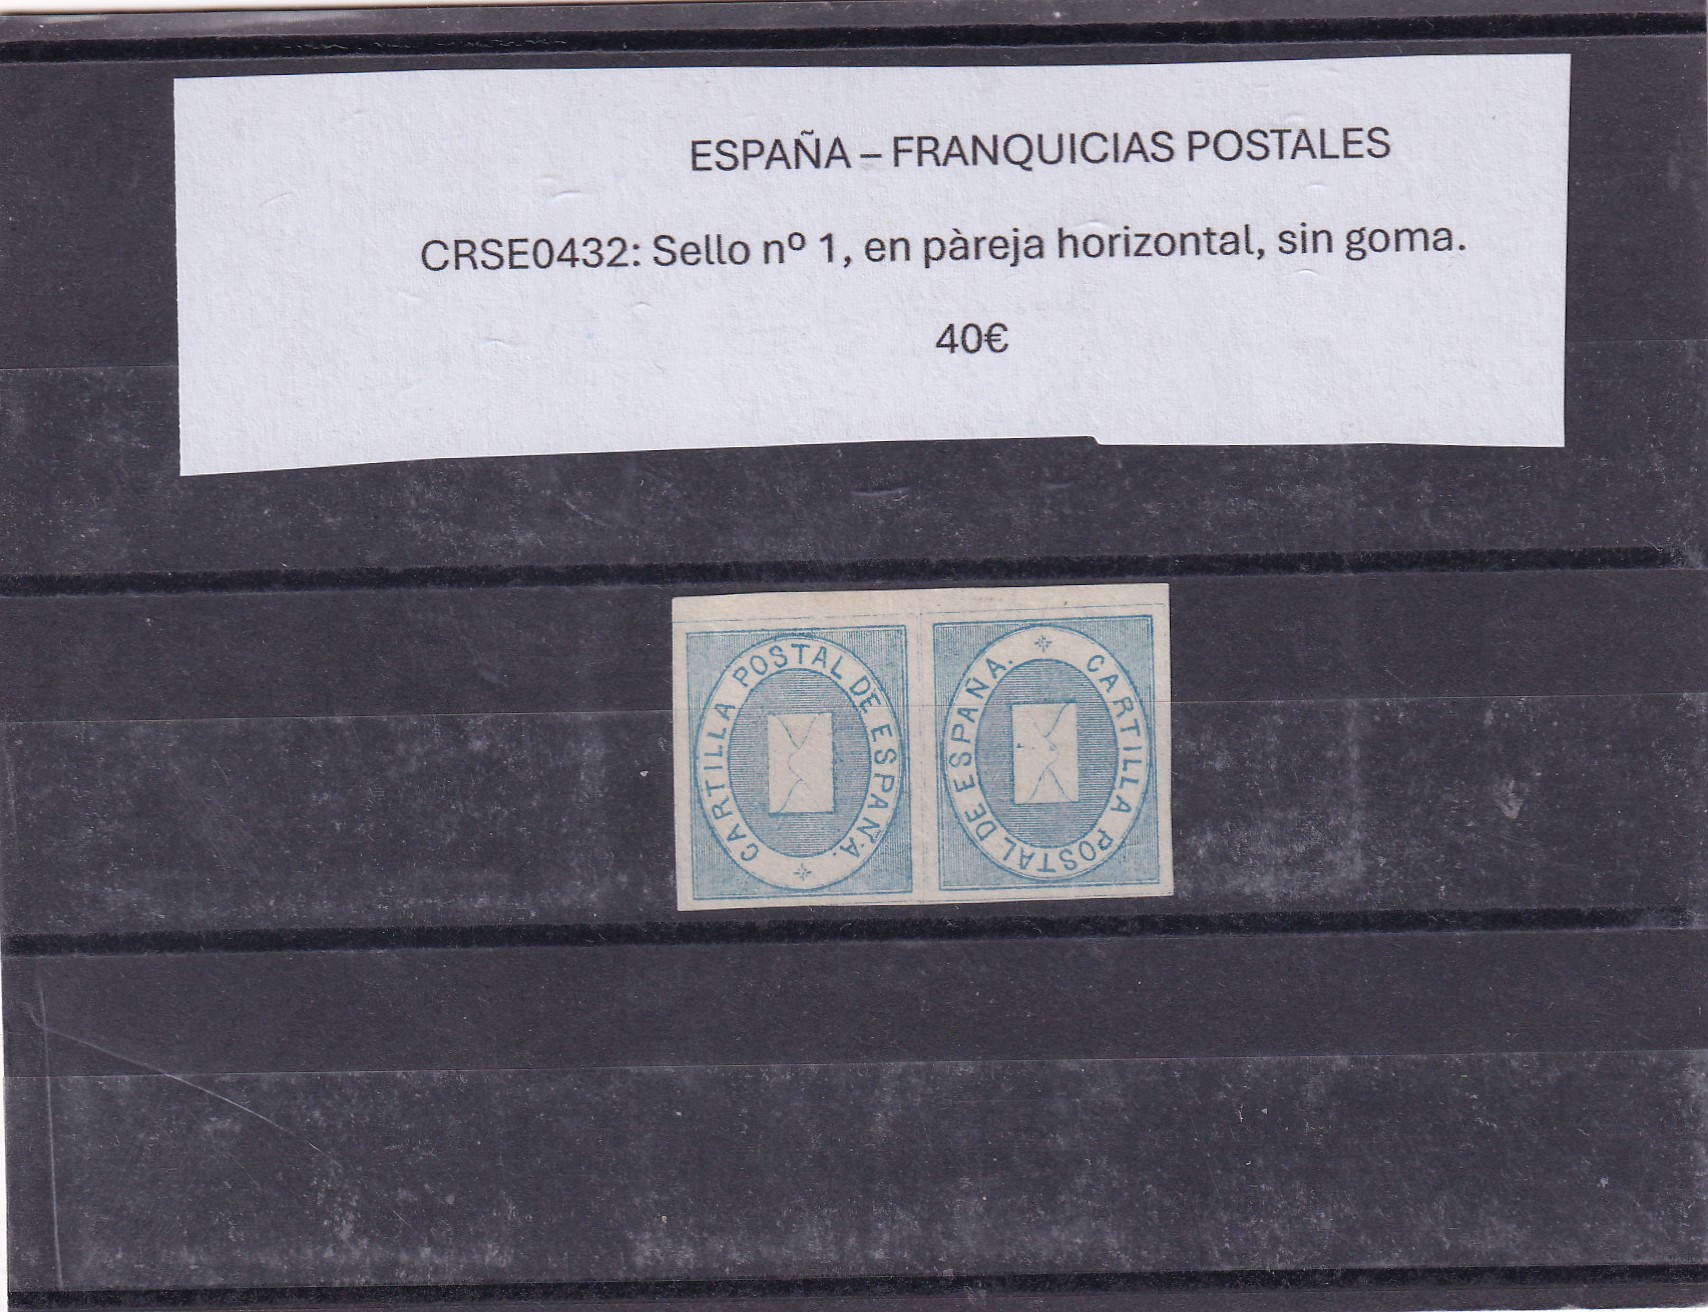 ESPAÑA – FRANQUICIAS POSTALES
CRSE0432: Sello nº 1, en pàreja horizontal, sin goma.
40€
CARTILLA POSTAL DE ESPAÑA.
CARTILLA POSTAL DE ESPAÑA.